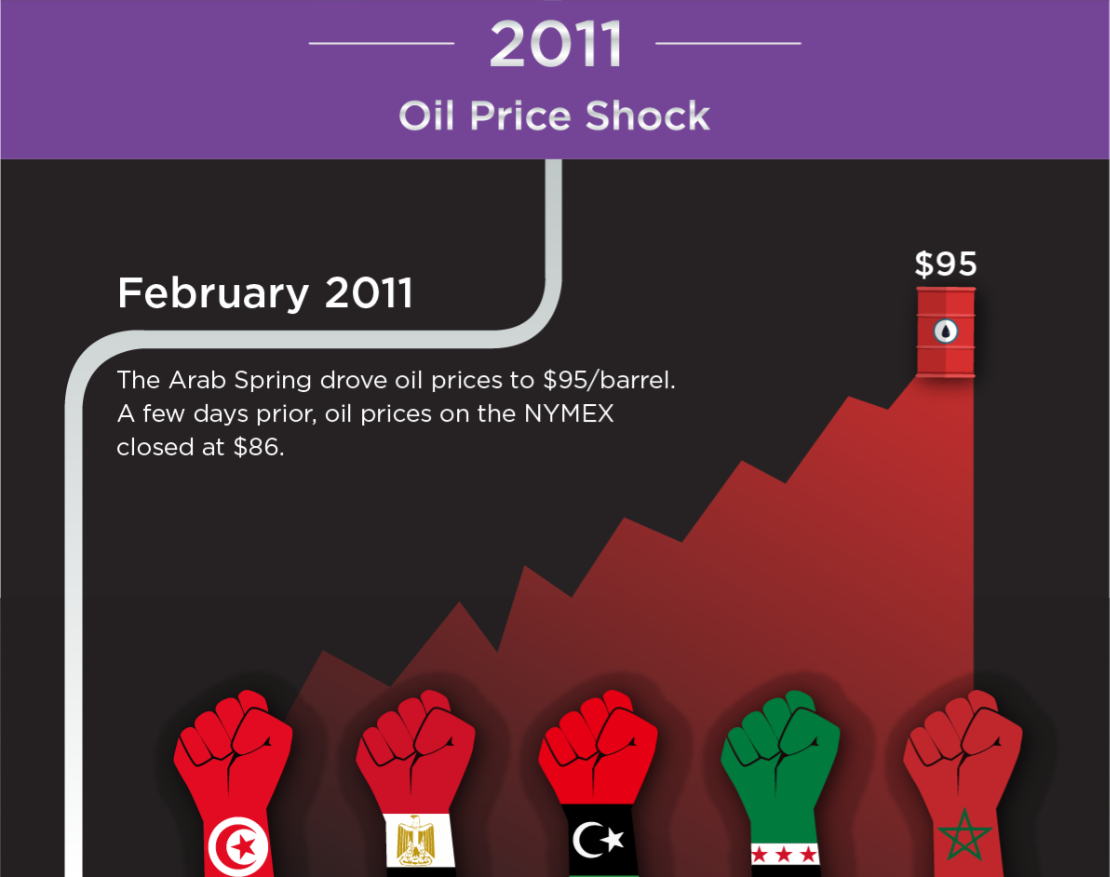 2011
Oil Price Shock
February 2011
$95
The Arab Spring drove oil prices to $95/barrel.
A few days prior, oil prices on the NYMEX
closed at $86.